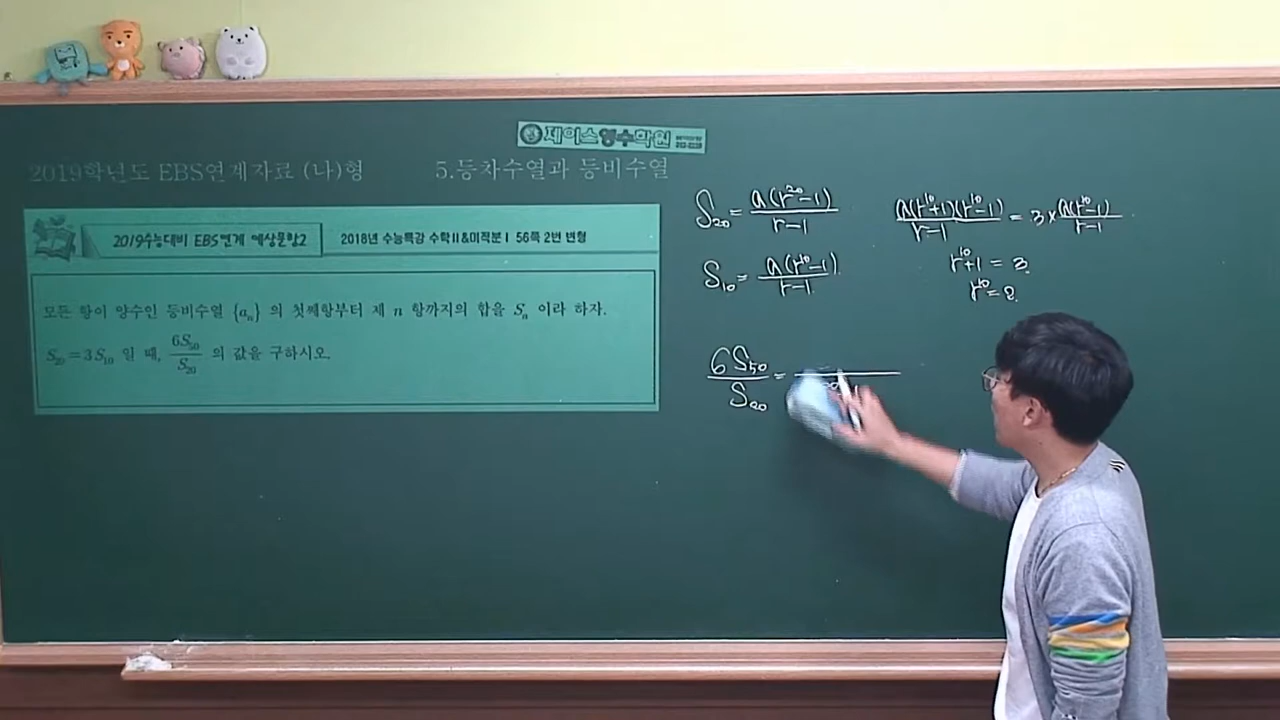 제이스영수학원
2019학년도 EBS연계자료 (나)형 5.등차수열과 등비수열
2019수능대비 EBS연계 예상문항2 2018년 수능특강 수학Ⅱ&미적분Ⅰ 56쪽 2번 변형
모든 항이 양수인 등비수열 {aₙ} 의 첫째항부터 제 n 항까지의 합을 Sₙ 이라 하자.
S₂₀ = 3S₁₀ 일 때, 6S₅₀/S₂₀ 의 값을 구하시오.
S₂₀ = a(r²⁰-1)/r-1
S₁₀ = a(r¹⁰-1)/r-1
6S₅₀/S₂₀ =
a(r¹⁰+1)(r¹⁰-1)/r-1 = 3 × a(r¹⁰-1)/r-1
r¹⁰+1 = 3.
r¹⁰ = 2.